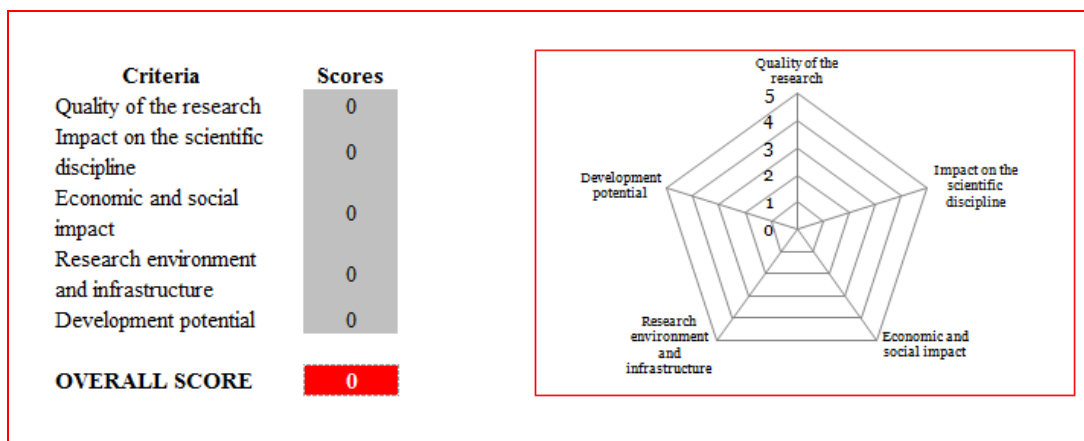 Criteria Scores
Quality of the research 0
Impact on the scientific
discipline 0
Economic and social
impact 0
Research environment
and infrastructure 0
Development potential 0
OVERALL SCORE 0
Quality of the
research
5
4
3
2
1
0
Impact on the
scientific
discipline
Economic and
social impact
Research
environment
and
infrastructure
Development
potential